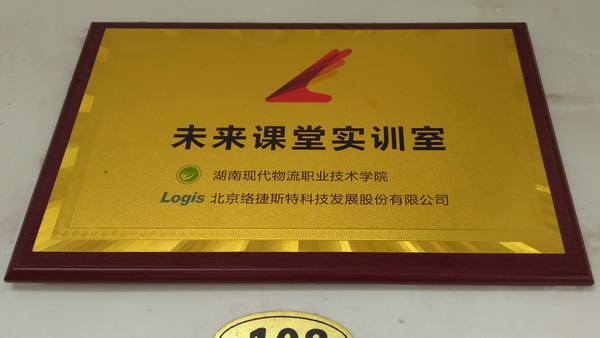 未来课堂实训室
湖南现代物流职业技术学院
Logis 北京络捷斯特科技发展股份有限公司